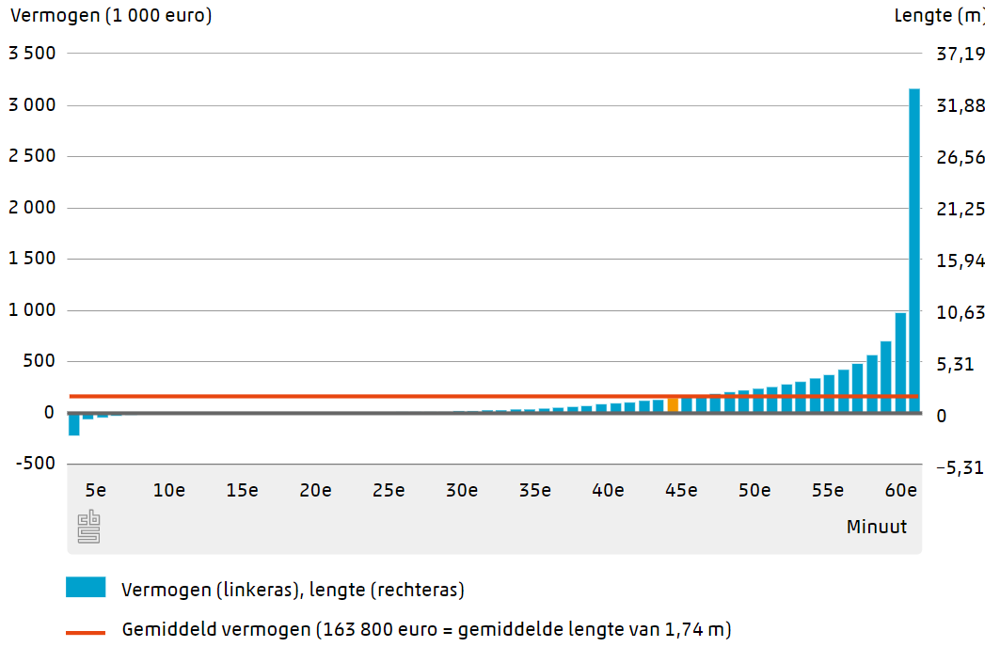 Vermogen (1 000 euro) Lengte (m)
3 500 37,19
3 000 31,88
2 500 26,56
2 000 21,25
1 500 15,94
1 000 10,63
500 5,31
0 0
-500 −5,31
5e 10e 15e 20e 25e 30e 35e 40e 45e 50e 55e 60e
cbs
Minuut
Vermogen (linkeras), lengte (rechteras)
Gemiddeld vermogen (163 800 euro = gemiddelde lengte van 1,74 m)